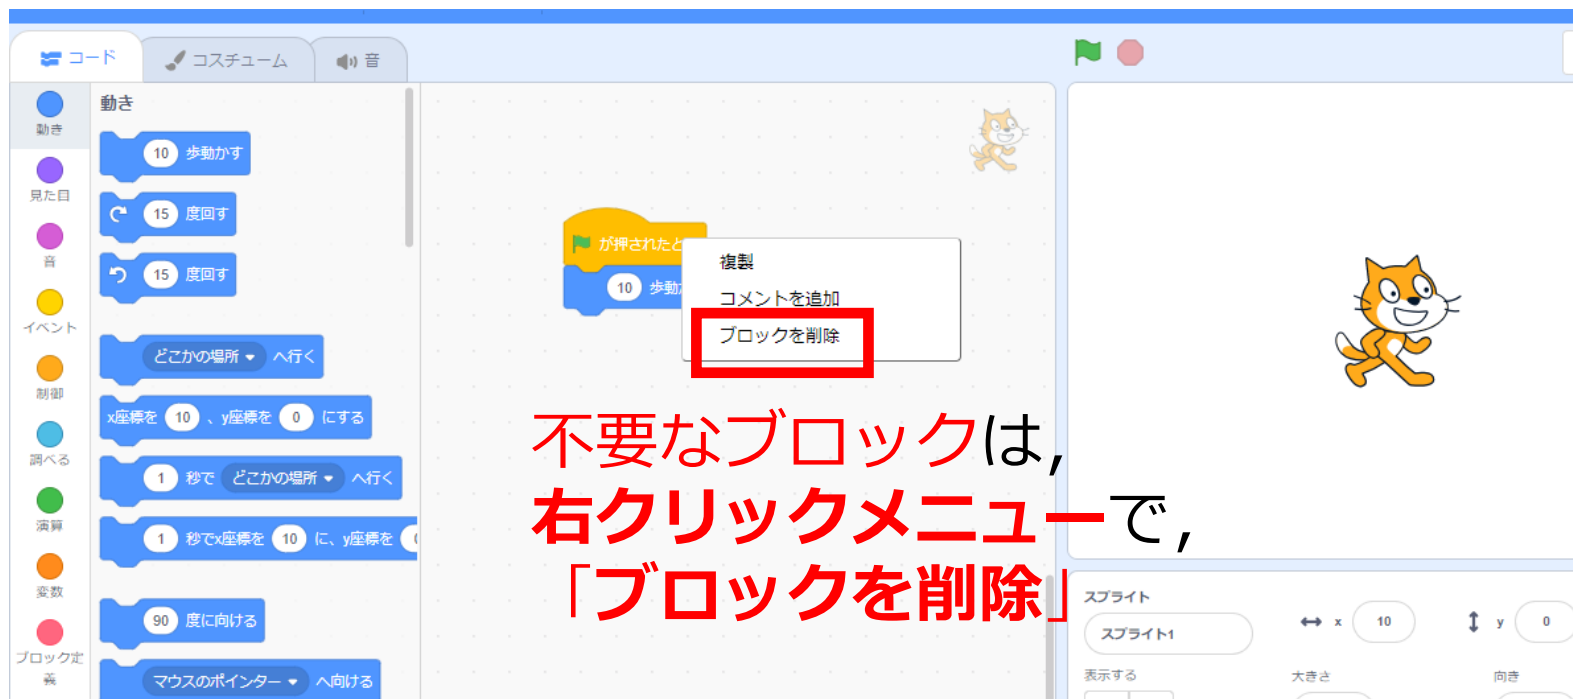 コード
コスチューム
音
動き
動き
見た目
音
イベント
制御
調べる
演算
変数
ブロック定
義
10 歩動かす
15 度回す
15 度回す
どこかの場所 へ行く
x座標を 10 、y座標を 0 にする
1 秒で どこかの場所 へ行く
1 秒でx座標を 10 に、y座標を
90 度に向ける
マウスのポインター へ向ける
が押されたと
10 歩動
複製
コメントを追加
ブロックを削除
不要なブロックは,
右クリックメニューで,
「ブロックを削除」
スプライト
スプライト1
x 10
y 0
表示する
大きさ
向き